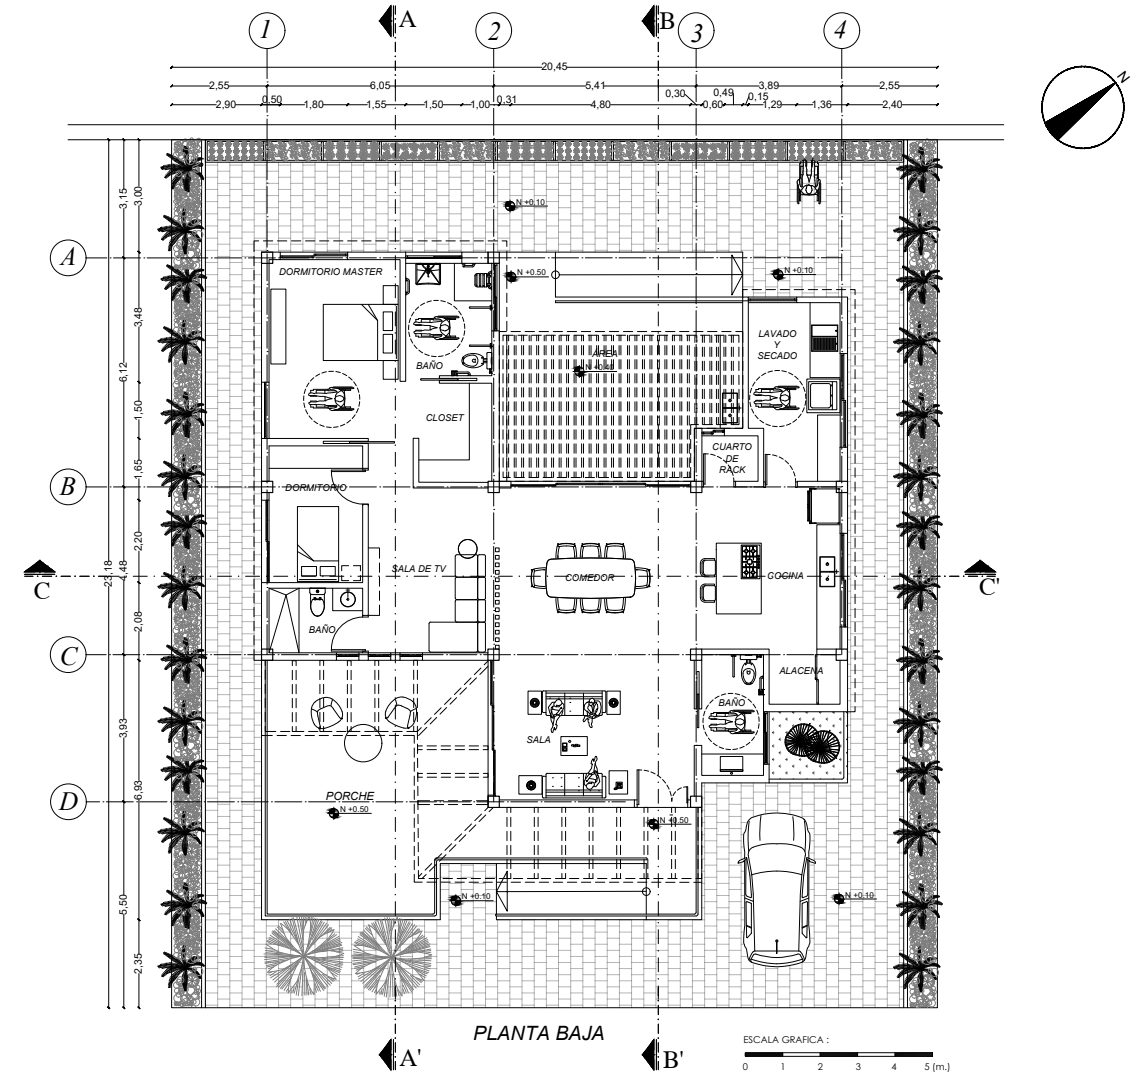 A
B
1
2
3
4
20,45
2,55
6,05
5,41
3,89
2,55
2,90
0,50
1,80
1,55
1,50
1,00
0,31
4,80
0,30
0,60
0,49
0,15
1,29
1,36
2,40
N
A
B
C
D
3,15
3,00
3,48
6,12
1,50
1,65
2,20
4,48
23,18
2,08
3,93
6,93
5,50
2,35
N +0.10
N +0.50
N +0.10
DORMITORIO MASTER
BAÑO
CLOSET
ÁREA
N +0.40
LAVADO
Y
SECADO
CUARTO
DE
RACK
DORMITORIO
SALA DE TV
COMEDOR
COCINA
C
C'
BAÑO
ALACENA
BAÑO
SALA
PORCHE
N +0.50
N +0.50
N +0.10
N +0.10
PLANTA BAJA
A'
B'
ESCALA GRAFICA :
0 1 2 3 4 5 (m.)